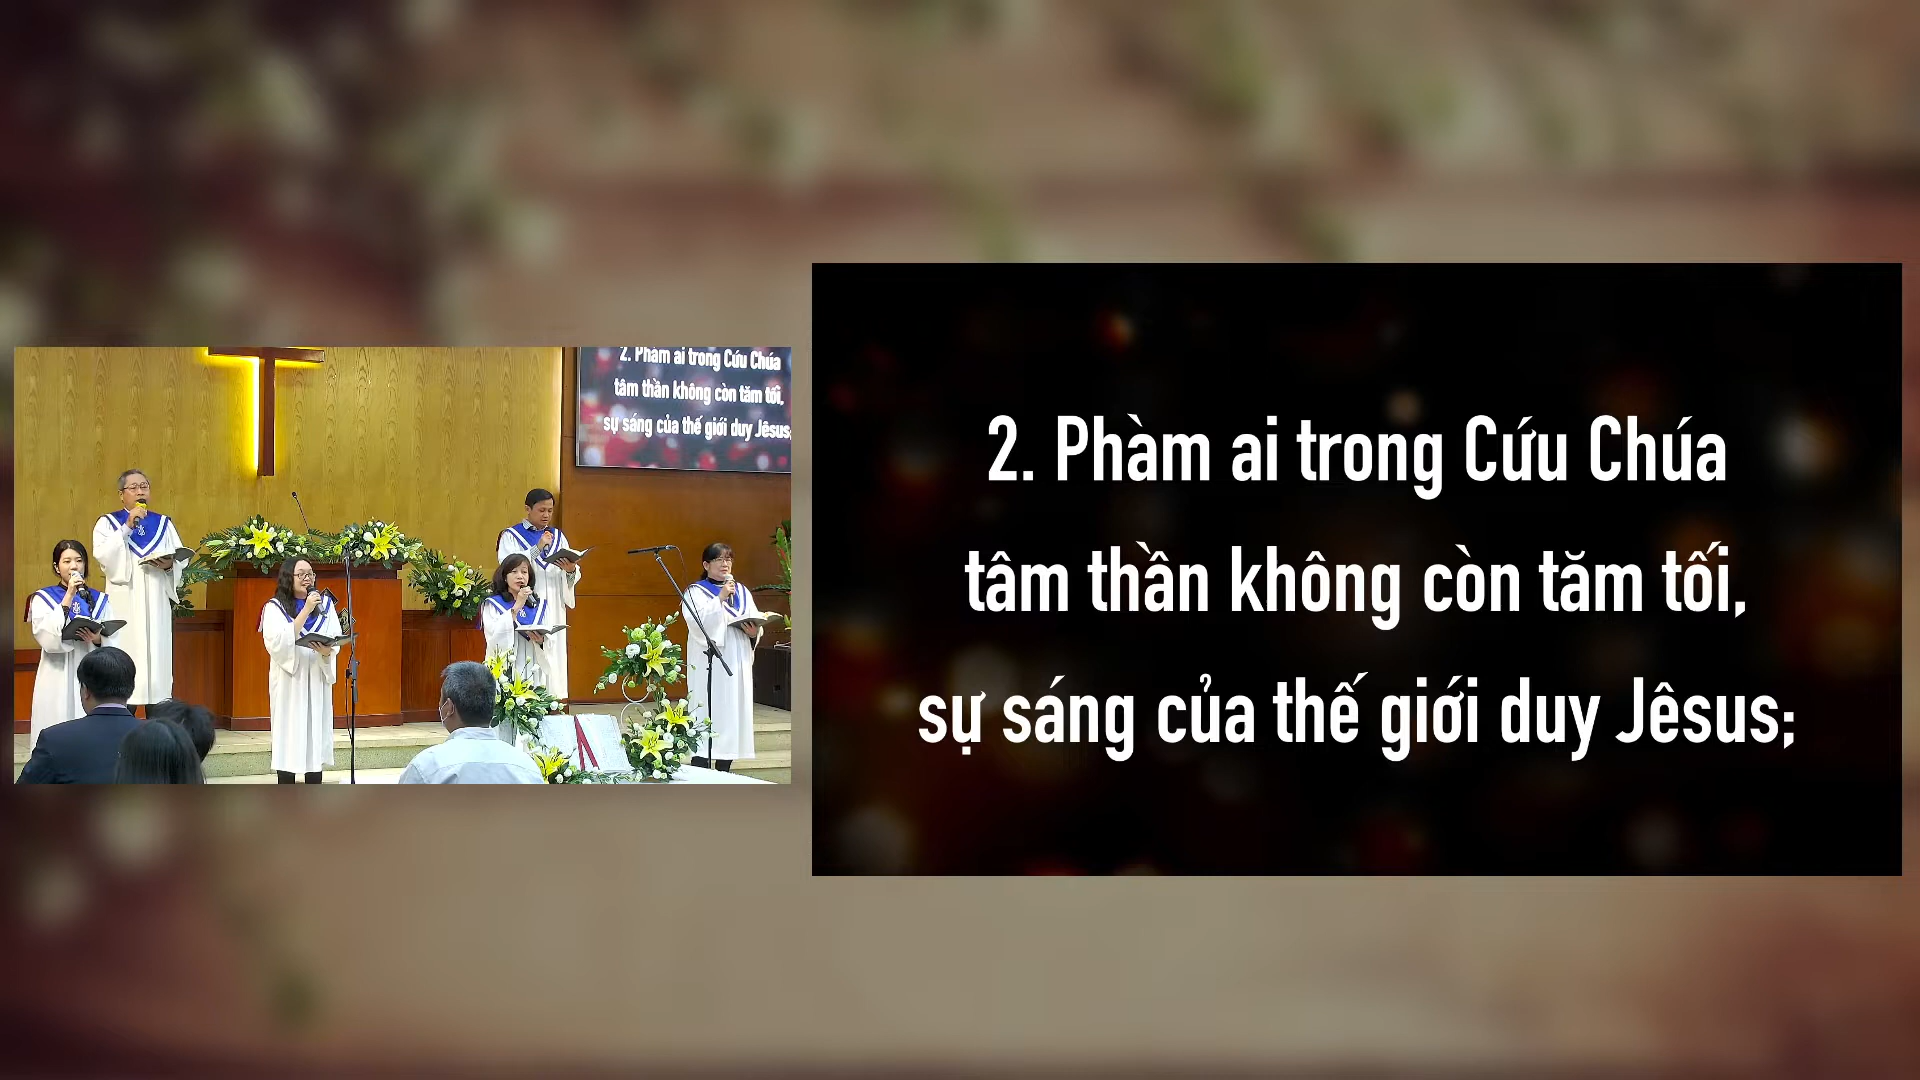 2. Phàm ai trong Cứu Chúa
tâm thần không còn tăm tối,
sự sáng của thế giới duy Jêsus;
2. Phàm ai trong Cứu Chúa
tâm thần không còn tăm tối,
sự sáng của thế giới duy Jêsus;